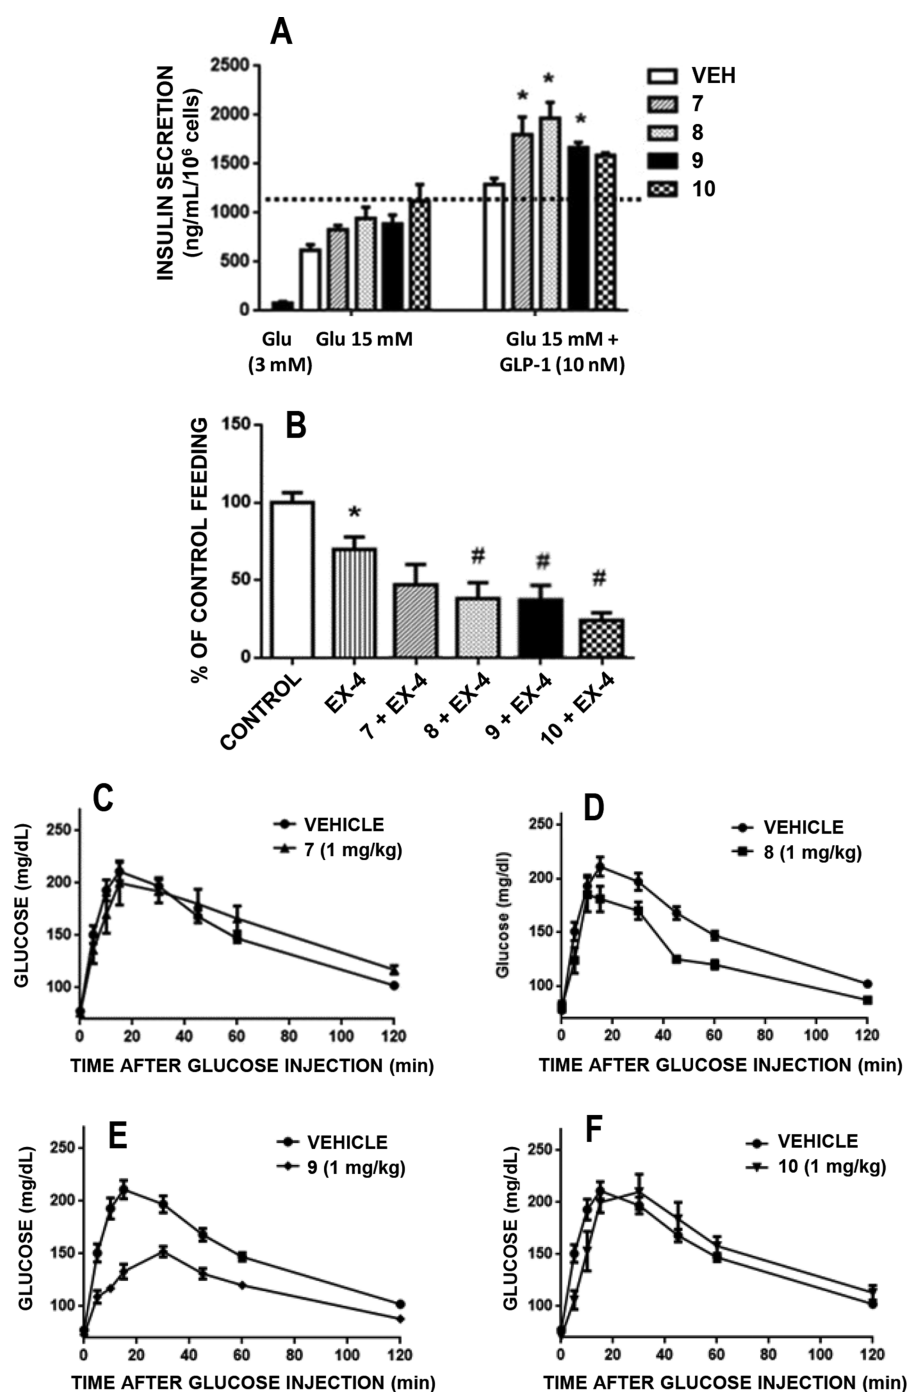 A
INSULIN SECRETION
(ng/mL/10⁶ cells)
2500
2000
1500
1000
500
0
* * *
VEH
7
8
9
10
Glu
(3 mM)
Glu 15 mM
Glu 15 mM +
GLP-1 (10 nM)
B
% OF CONTROL FEEDING
150
100
50
0
* # # #
CONTROL
EX-4
7 + EX-4
8 + EX-4
9 + EX-4
10 + EX-4
C
GLUCOSE (mg/dL)
250
200
150
100
VEHICLE
7 (1 mg/kg)
0 20 40 60 80 100 120
TIME AFTER GLUCOSE INJECTION (min)
D
Glucose (mg/dl)
250
200
150
100
VEHICLE
8 (1 mg/kg)
0 20 40 60 80 100 120
TIME AFTER GLUCOSE INJECTION (min)
E
GLUCOSE (mg/dL)
250
200
150
100
VEHICLE
9 (1 mg/kg)
0 20 40 60 80 100 120
TIME AFTER GLUCOSE INJECTION (min)
F
GLUCOSE (mg/dL)
250
200
150
100
VEHICLE
10 (1 mg/kg)
0 20 40 60 80 100 120
TIME AFTER GLUCOSE INJECTION (min)